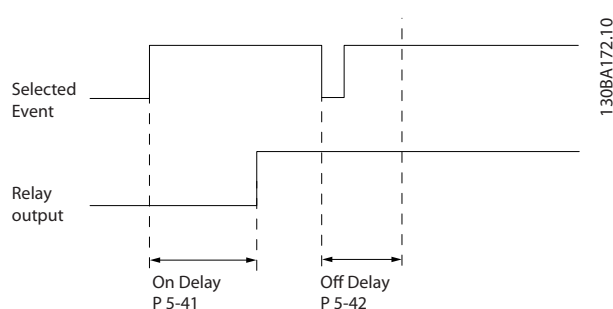 130BA172.10
Selected
Event
Relay
output
On Delay
P 5-41
Off Delay
P 5-42